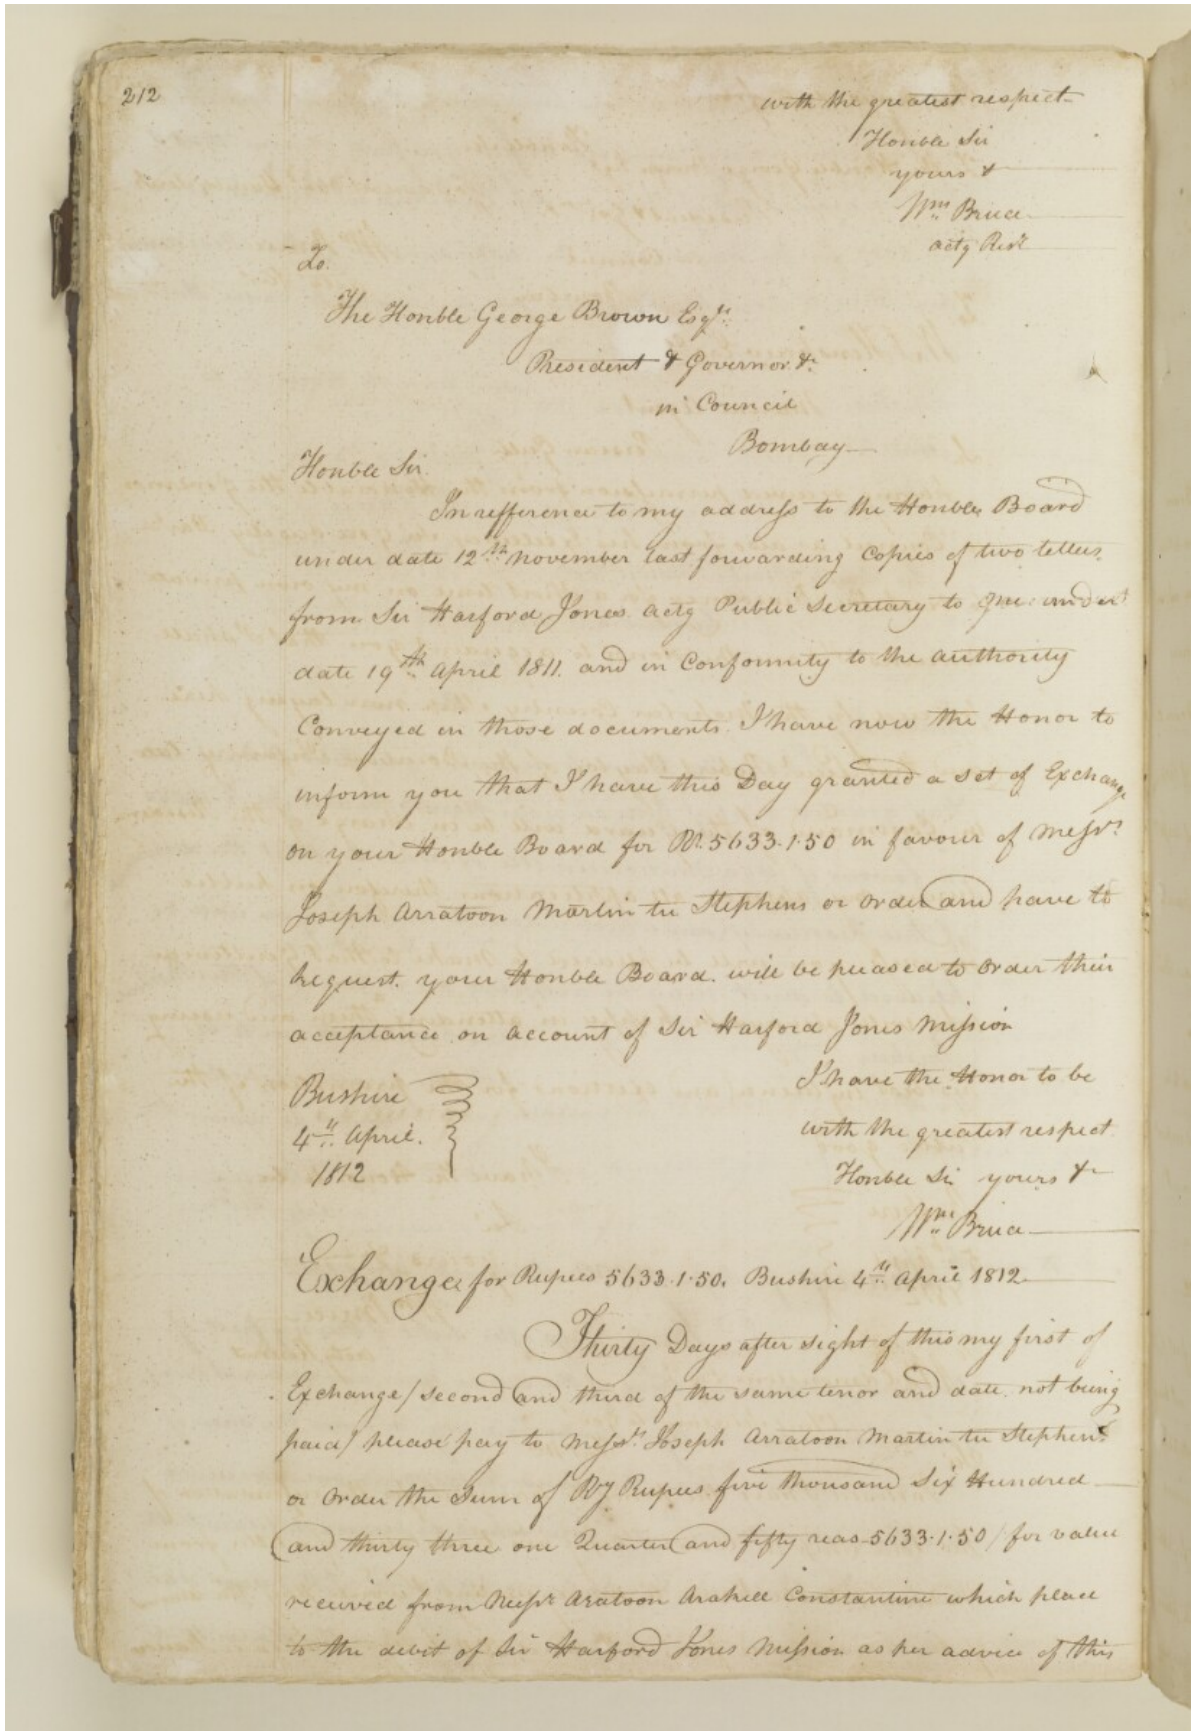 212
with the greatest respect
Honble Sir
yours &
Wm. Bruce
actg Rest
To.
The Honble George Brown Esqr.
President & Governor &c.
in Council
Bombay
Honble Sir.
In refference to my address to the Honble Board
under date 12th November last forwarding Copies of two letters
from Sir Harford Jones actg Public Secretary to me under
date 19th April 1811. and in Conformity to the authority
Conveyed in those documents I have now the Honor to
inform you that I have this Day granted a set of Exchange
on your Honble Board for Rs. 5633.1.50 in favour of Messrs.
Joseph Arratoon Martin ter Stephens or order and have to
request. your Honble Board. will be pleased to order their
acceptance on account of Sir Harford Jones Mission
Bushire
4th April.
1812
I have the Honor to be
with the greatest respect
Honble Sir yours &
Wm. Bruce
Exchange for Rupees 5633.1.50. Bushire 4th April 1812
Thirty Days after sight of this my first of
Exchange / second and third of the same tenor and date. not being
paid / please pay to Messrs. Joseph Arratoon Martin ter Stephens
or order the Sum of By Rupees five thousand Six Hundred
and thirty three one Quarter and fifty reas 5633.1.50 / for value
received from Messrs Aratoon Arakell Constantine which place
to the debit of Sir Harford Jones Mission as per advice of this